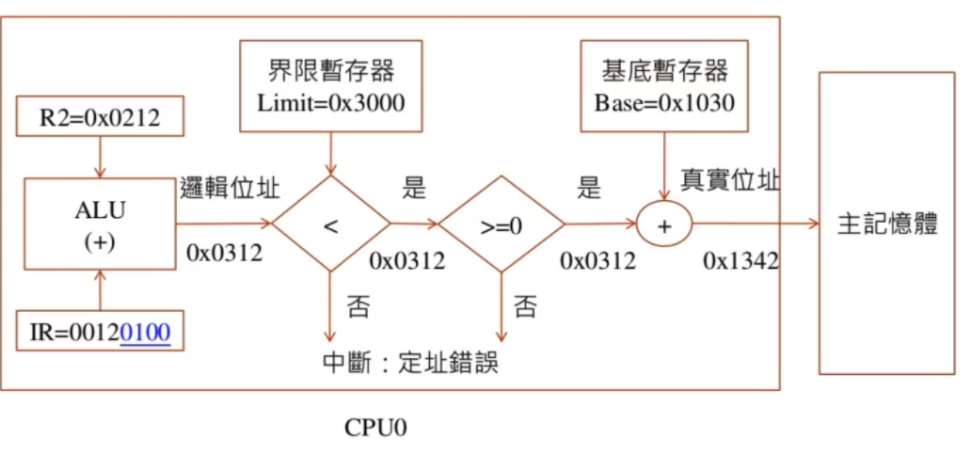 界限暫存器
Limit=0x3000
基底暫存器
Base=0x1030
R2=0x0212
ALU
(+)
邏輯位址
0x0312
<
是
0x0312
>=0
是
0x0312
+
真實位址
0x1342
主記憶體
IR=00120100
否
否
中斷：定址錯誤
CPU0